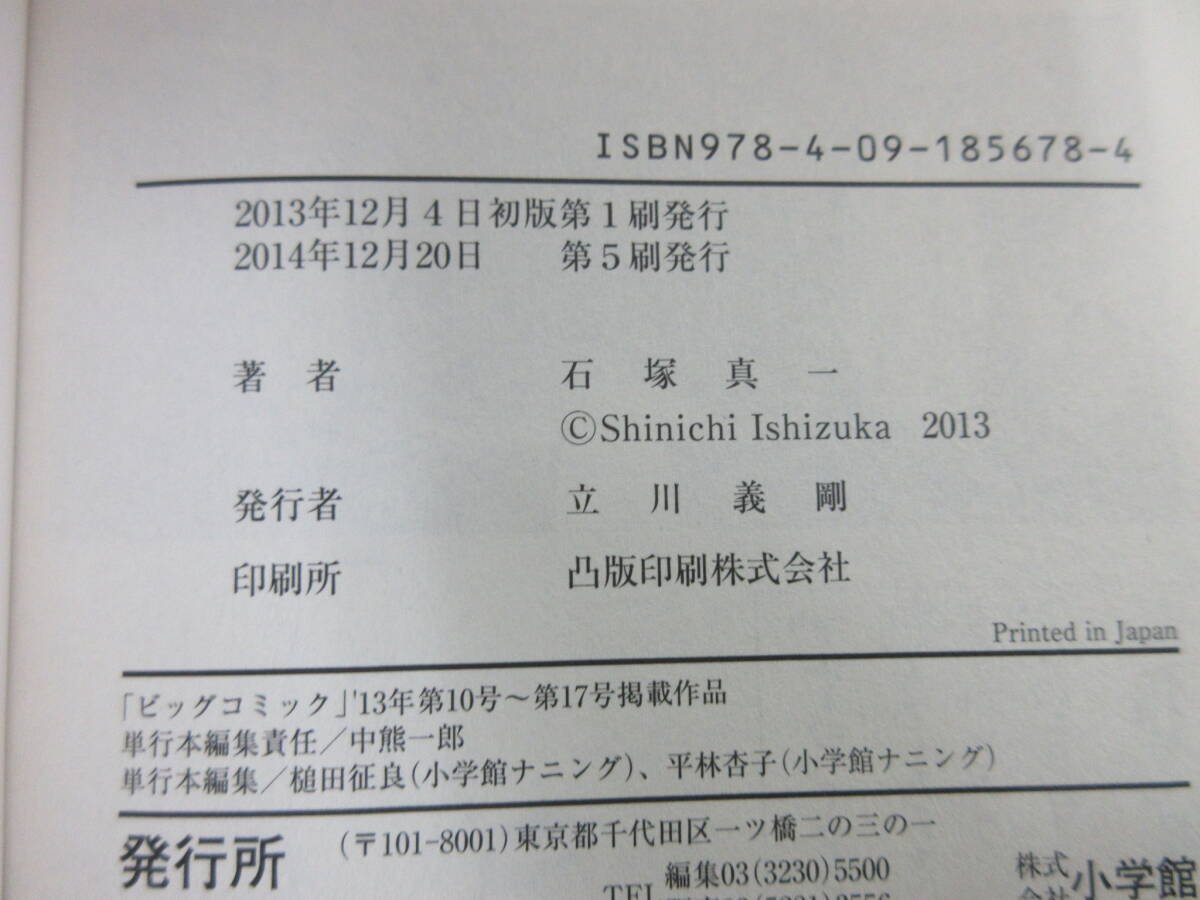 ISBN978-4-09-185678-4
2013年12月4日初版第1刷発行
2014年12月20日 第5刷発行
著者 石塚真一
©Shinichi Ishizuka 2013
発行者 立川義剛
印刷所 凸版印刷株式会社
Printed in Japan
「ビッグコミック」'13年第10号〜第17号掲載作品
単行本編集責任／中熊一郎
単行本編集／槌田征良(小学館ナニング)、平林杏子(小学館ナニング)
発行所 (〒101-8001)東京都千代田区一ツ橋二の三の一
TEL 編集03(3230)5500 株式 小学館